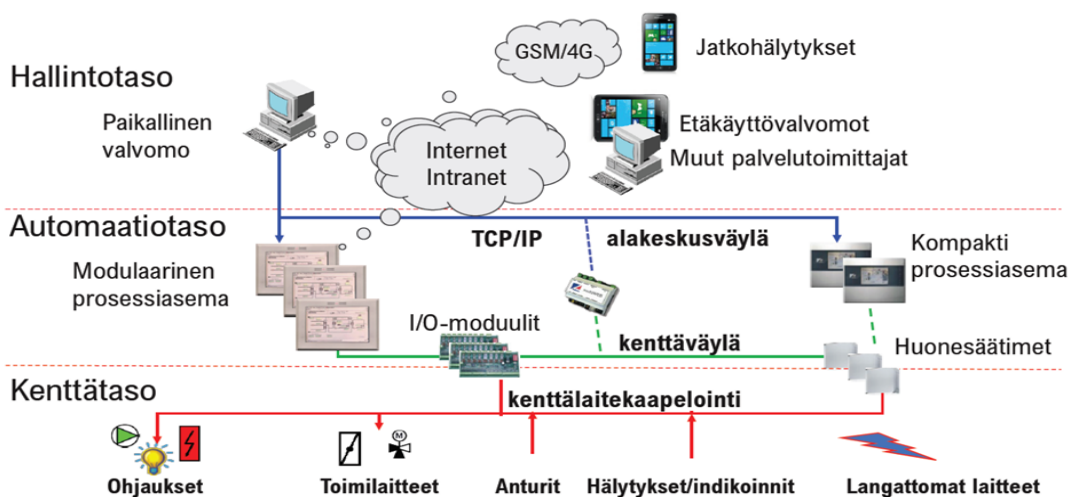 GSM/4G
Jatkohälytykset
Hallintotaso
Paikallinen
valvomo
Internet
Intranet
Etäkäyttövalvomot
Muut palvelutoimittajat
Automaatiotaso
TCP/IP
alakeskusväylä
Kompakti
prosessiasema
Modulaarinen
prosessiasema
I/O-moduulit
kenttäväylä
Huonesäätimet
Kenttätaso
kenttälaitekaapelointi
M
Ohjaukset
Toimilaitteet
Anturit
Hälytykset/indikoinnit
Langattomat laitteet